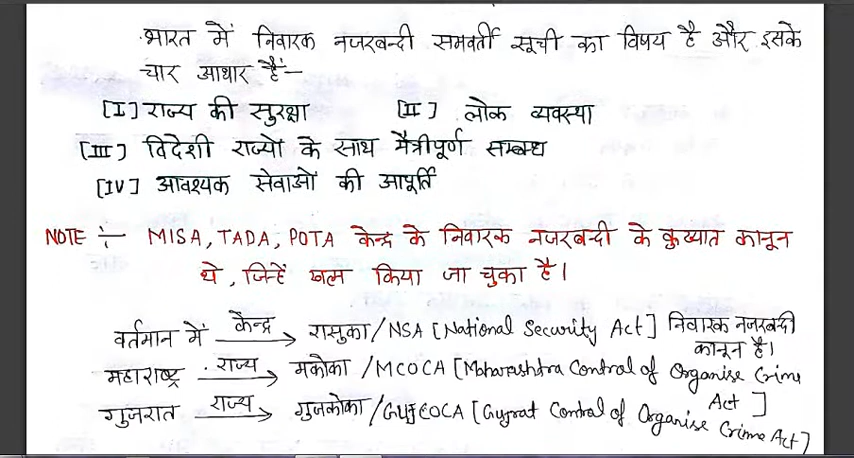 भारत में निवारक नजरबन्दी समवर्ती सूची का विषय है और इसके
चार आधार हैं-
[I] राज्य की सुरक्षा [II] लोक व्यवस्था
[III] विदेशी राज्यों के साथ मैत्रीपूर्ण सम्बन्ध
[IV] आवश्यक सेवाओं की आपूर्ति
NOTE ÷ MISA, TADA, POTA केन्द्र के निवारक नजरबन्दी के कुख्यात कानून
थे, जिन्हें खत्म किया जा चुका है।
वर्तमान में केन्द्र → रासुका/NSA [National Security Act] निवारक नजरबन्दी
कानून है।
महाराष्ट्र राज्य → मकोका/MCOCA [Maharashtra Control of Organise Crime
Act]
गुजरात राज्य → गुजकोका/GUJCOCA [Gujrat Control of Organise Crime Act]